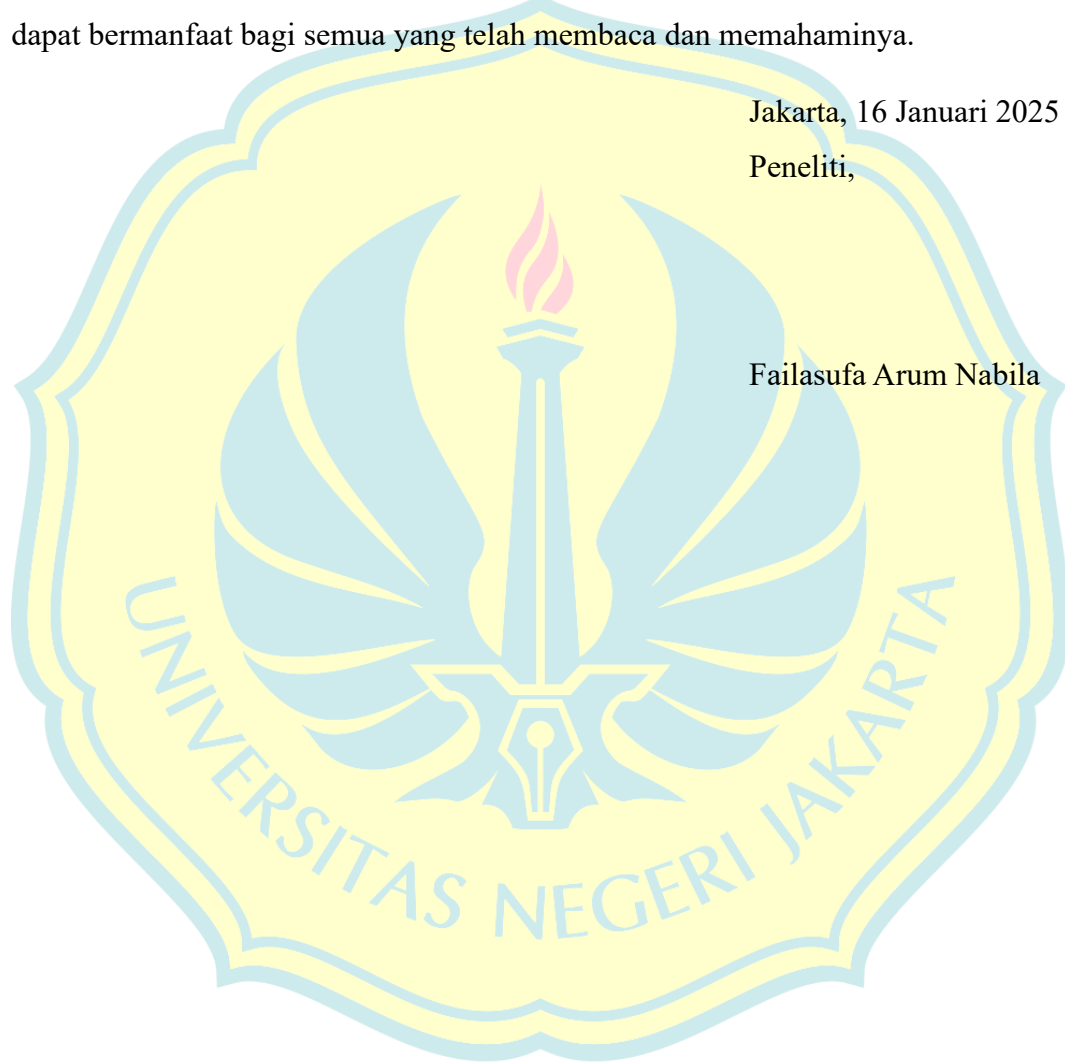 dapat bermanfaat bagi semua yang telah membaca dan memahaminya.
Jakarta, 16 Januari 2025
Peneliti,
Failasufa Arum Nabila
UNIVERSITAS NEGERI JAKARTA